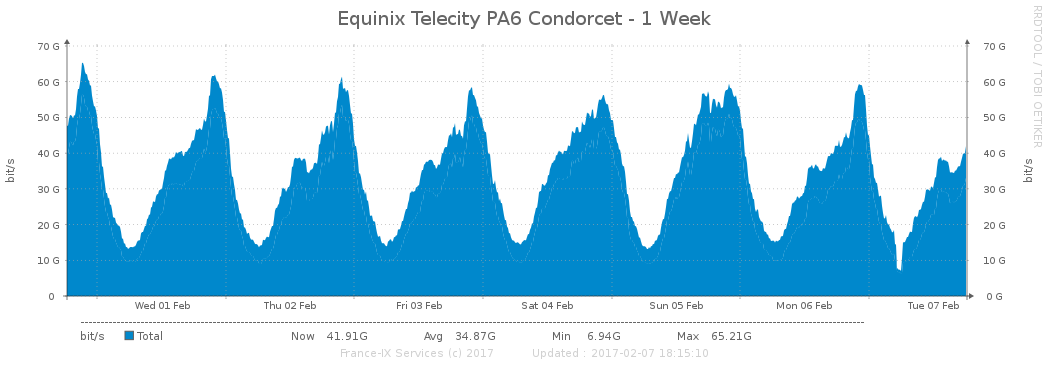 Equinix Telecity PA6 Condorcet - 1 Week
RRDTOOL / TOBI OETIKER
70 G 70 G
60 G 60 G
50 G 50 G
40 G 40 G
30 G 30 G
20 G 20 G
10 G 10 G
0 0 G
bit/s bit/s
Wed 01 Feb Thu 02 Feb Fri 03 Feb Sat 04 Feb Sun 05 Feb Mon 06 Feb Tue 07 Feb
bit/s Total Now 41.91G Avg 34.87G Min 6.94G Max 65.21G
France-IX Services (c) 2017 Updated : 2017-02-07 18:15:10